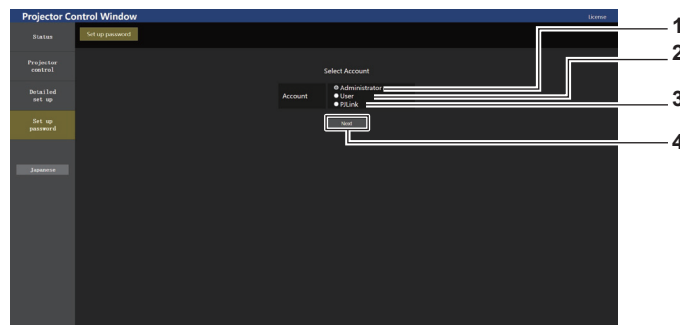 Projector Control Window
License
Status
Set up password
Projector
control
Detailed
set up
Set up
password
Japanese
Select Account
Account
Administrator
User
PJLink
Next
1
2
3
4